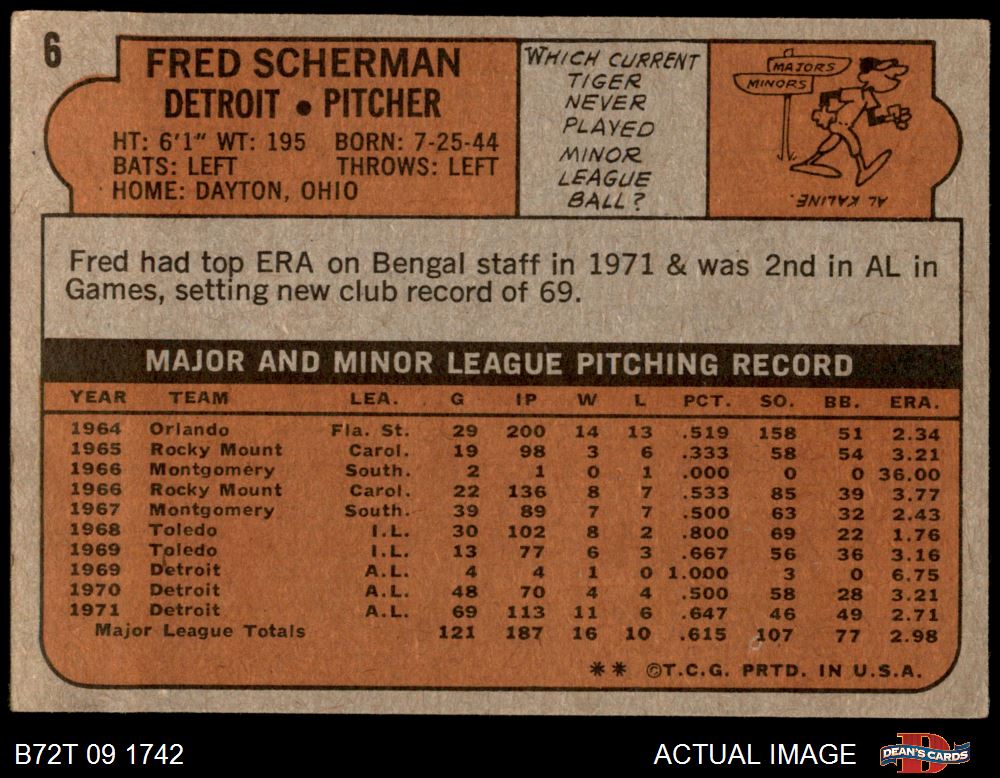 6
FRED SCHERMAN
DETROIT • PITCHER
HT: 6'1" WT: 195 BORN: 7-25-44
BATS: LEFT THROWS: LEFT
HOME: DAYTON, OHIO
WHICH CURRENT
TIGER
NEVER
PLAYED
MINOR
LEAGUE
BALL?
MAJORS
MINORS
AL KALINE.
Fred had top ERA on Bengal staff in 1971 & was 2nd in AL in
Games, setting new club record of 69.
MAJOR AND MINOR LEAGUE PITCHING RECORD
YEAR TEAM LEA. G IP W L PCT. SO. BB. ERA.
1964 Orlando Fla. St. 29 200 14 13 .519 158 51 2.34
1965 Rocky Mount Carol. 19 98 3 6 .333 58 54 3.21
1966 Montgomery South. 2 1 0 1 .000 0 0 36.00
1966 Rocky Mount Carol. 22 136 8 7 .533 85 39 3.77
1967 Montgomery South. 39 89 7 7 .500 63 32 2.43
1968 Toledo I.L. 30 102 8 2 .800 69 22 1.76
1969 Toledo I.L. 13 77 6 3 .667 56 36 3.16
1969 Detroit A.L. 4 4 1 0 1.000 3 0 6.75
1970 Detroit A.L. 48 70 4 4 .500 58 28 3.21
1971 Detroit A.L. 69 113 11 6 .647 46 49 2.71
Major League Totals 121 187 16 10 .615 107 77 2.98
** ©T.C.G. PRTD. IN U.S.A.
B72T 09 1742
ACTUAL IMAGE
DEAN'S CARDS